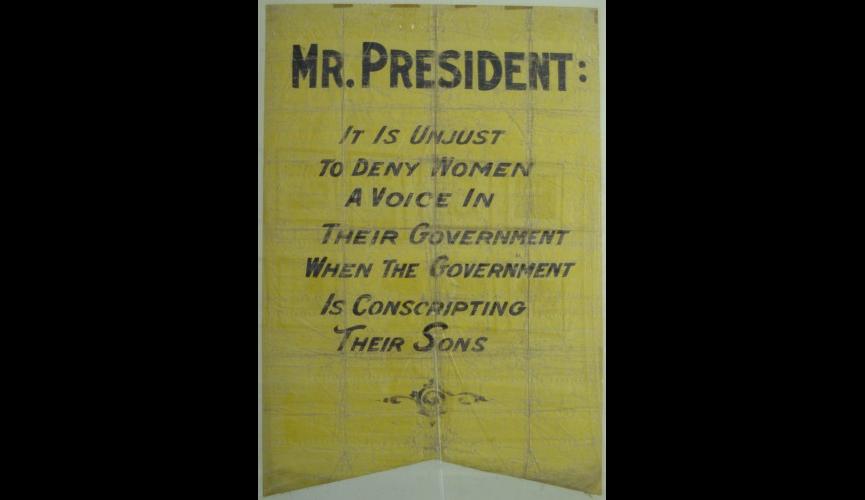 MR. PRESIDENT:
IT IS UNJUST
TO DENY WOMEN
A VOICE IN
THEIR GOVERNMENT
WHEN THE GOVERNMENT
IS CONSCRIPTING
THEIR SONS